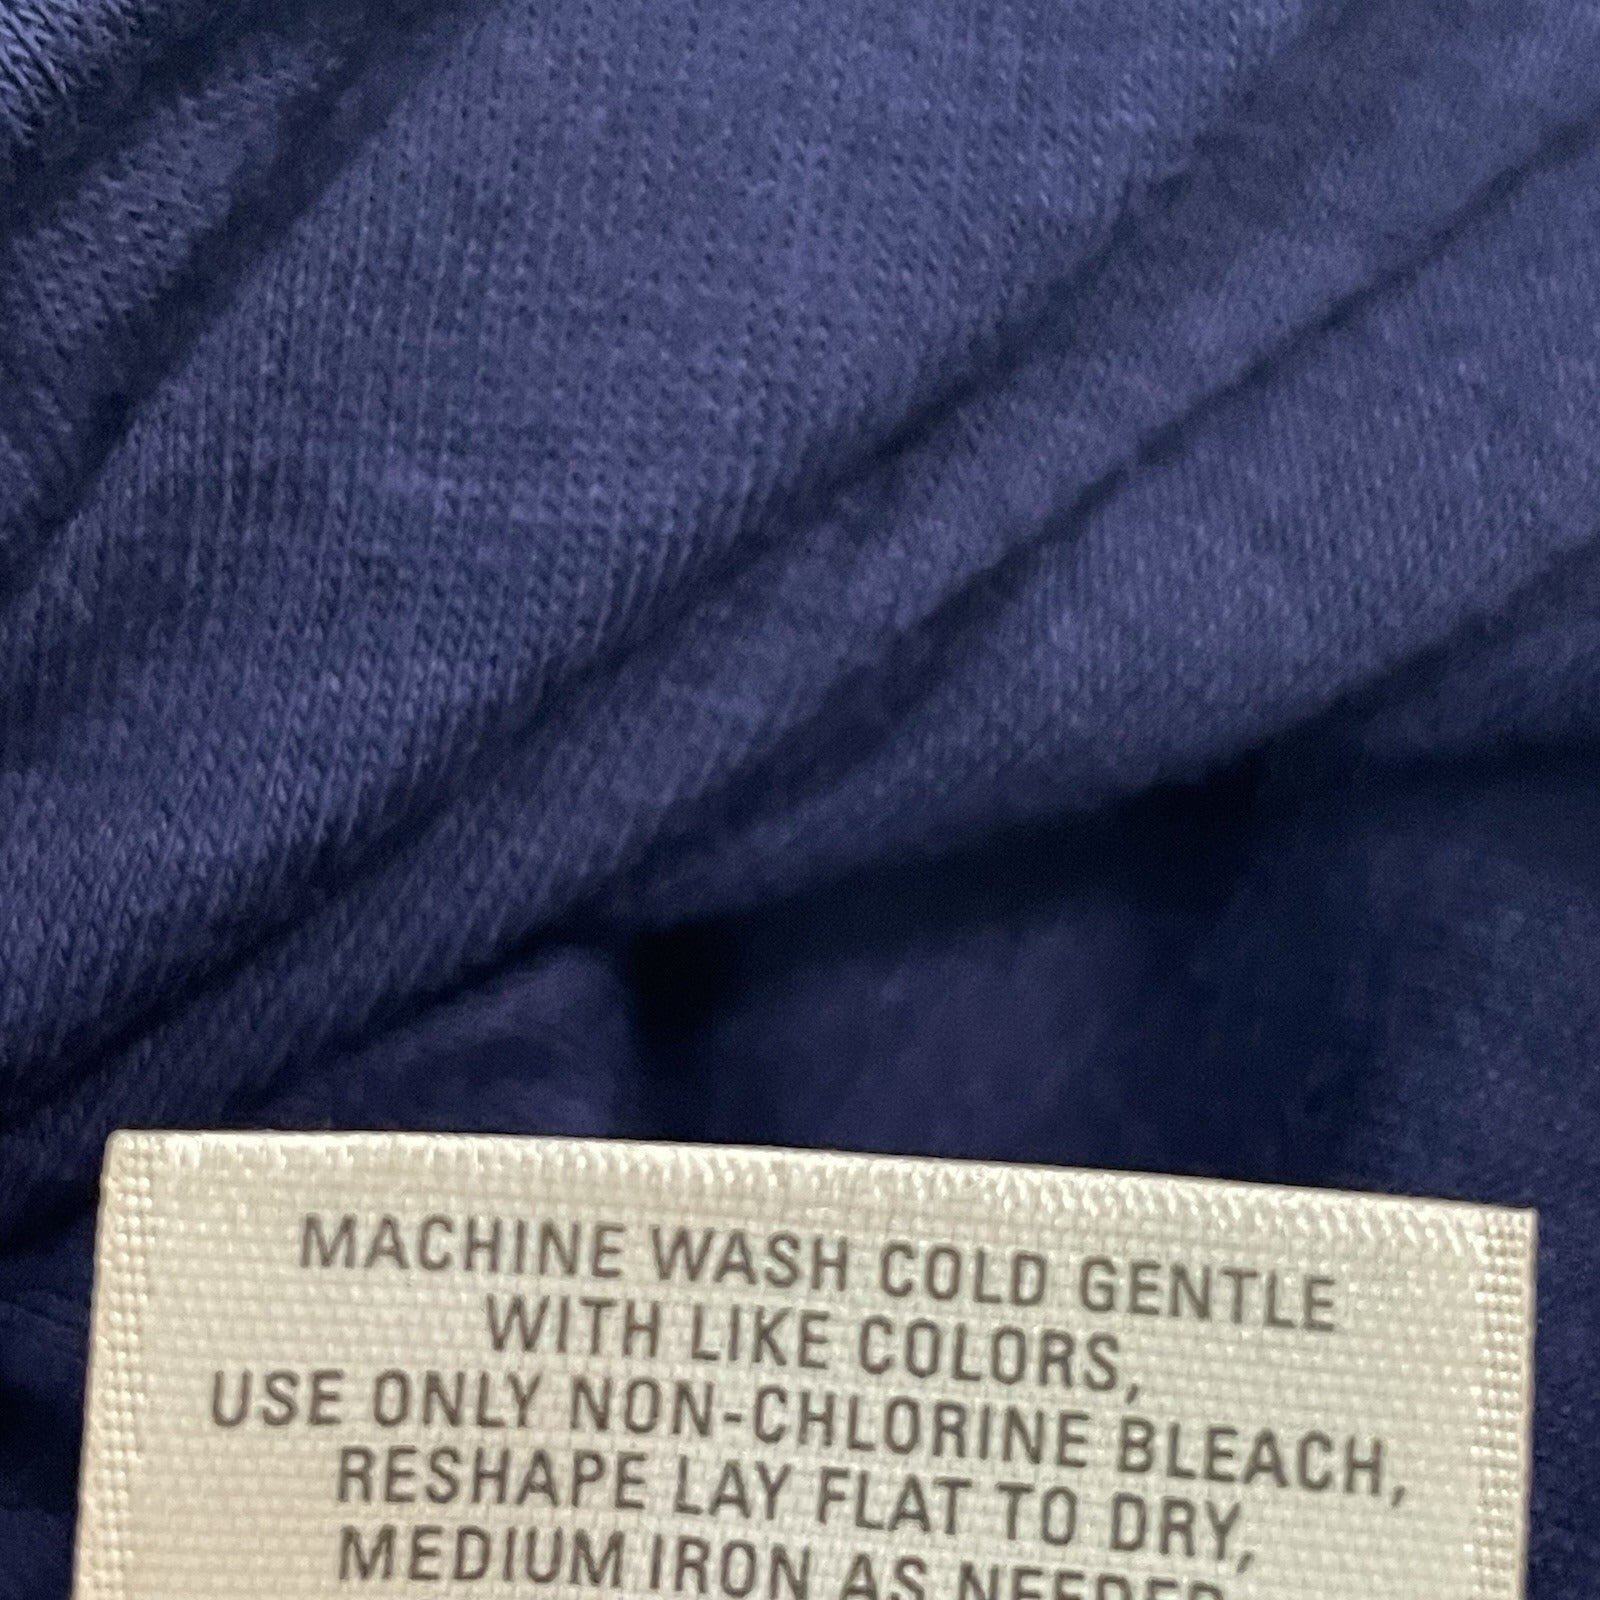 MACHINE WASH COLD GENTLE
WITH LIKE COLORS,
USE ONLY NON-CHLORINE BLEACH,
RESHAPE LAY FLAT TO DRY,
MEDIUM IRON AS NEEDED